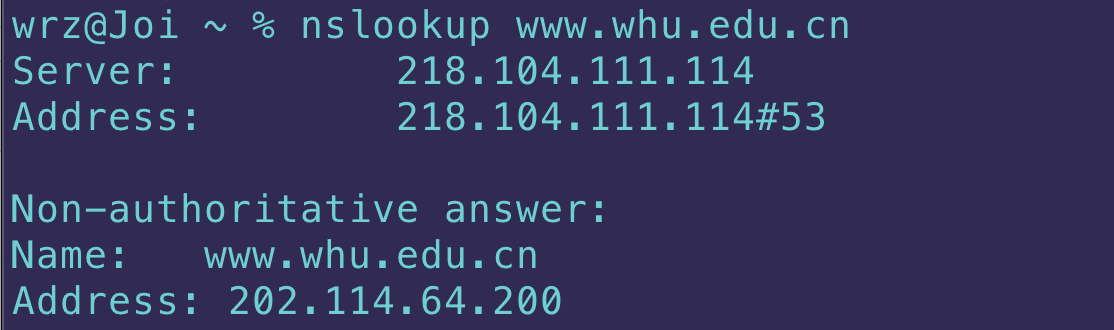 wrz@Joi ~ % nslookup www.whu.edu.cn
Server:         218.104.111.114
Address:        218.104.111.114#53

Non-authoritative answer:
Name:   www.whu.edu.cn
Address: 202.114.64.200